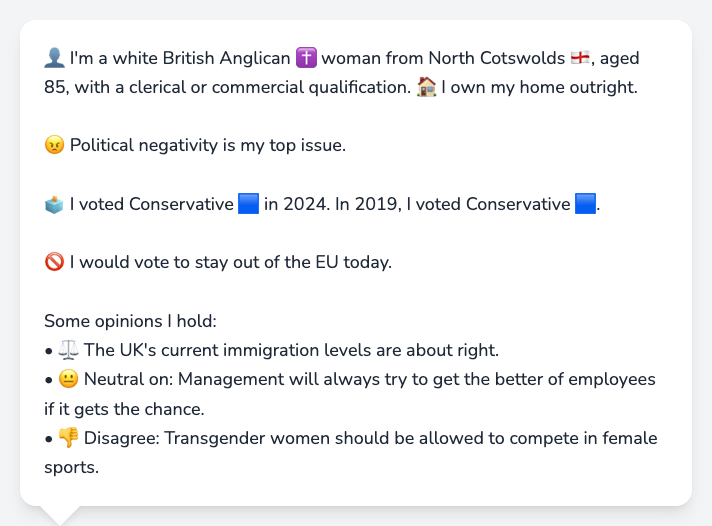 👤 I'm a white British Anglican ✝️ woman from North Cotswolds 🏴󠁧󠁢󠁥󠁮󠁧󠁿, aged
85, with a clerical or commercial qualification. 🏠 I own my home outright.
😠 Political negativity is my top issue.
🗳️ I voted Conservative 🟦 in 2024. In 2019, I voted Conservative 🟦.
🚫 I would vote to stay out of the EU today.
Some opinions I hold:
• ⚖️ The UK's current immigration levels are about right.
• 😐 Neutral on: Management will always try to get the better of employees
if it gets the chance.
• 👎 Disagree: Transgender women should be allowed to compete in female
sports.